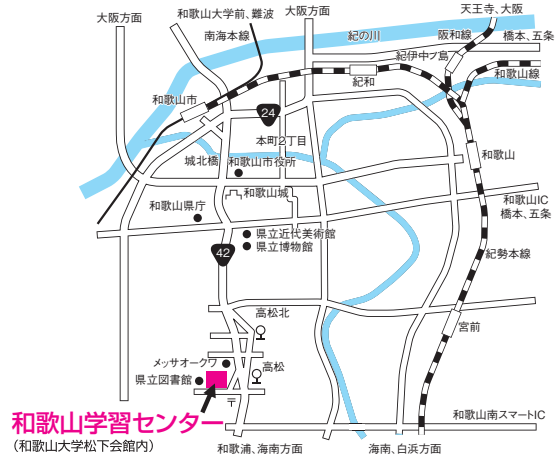 大阪方面
和歌山大学前、難波
大阪方面
天王寺、大阪
南海本線
紀の川
阪和線
橋本、五条
紀伊中ノ島
和歌山線
紀和
和歌山市
24
本町2丁目
城北橋
和歌山市役所
和歌山
和歌山城
和歌山県庁
和歌山IC
橋本、五条
県立近代美術館
県立博物館
42
紀勢本線
高松北
宮前
メッサオークワ
高松
県立図書館
〒
和歌山学習センター
(和歌山大学松下会館内)
和歌山南スマートIC
和歌浦、海南方面
海南、白浜方面